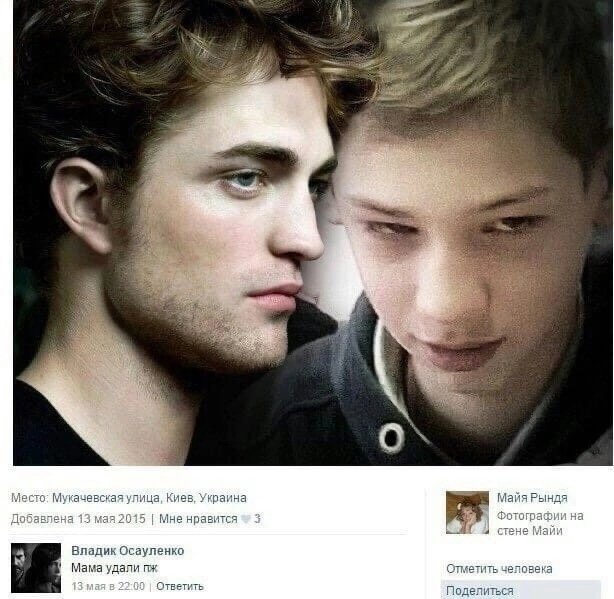 Место: Мукачевская улица, Киев, Украина
Добавлена 13 мая 2015 | Мне нравится 3
Владик Осауленко
Мама удали пж
13 мая в 22:00 | Ответить
Майя Рындя
Фотографии на
стене Майи
Отметить человека
Поделиться